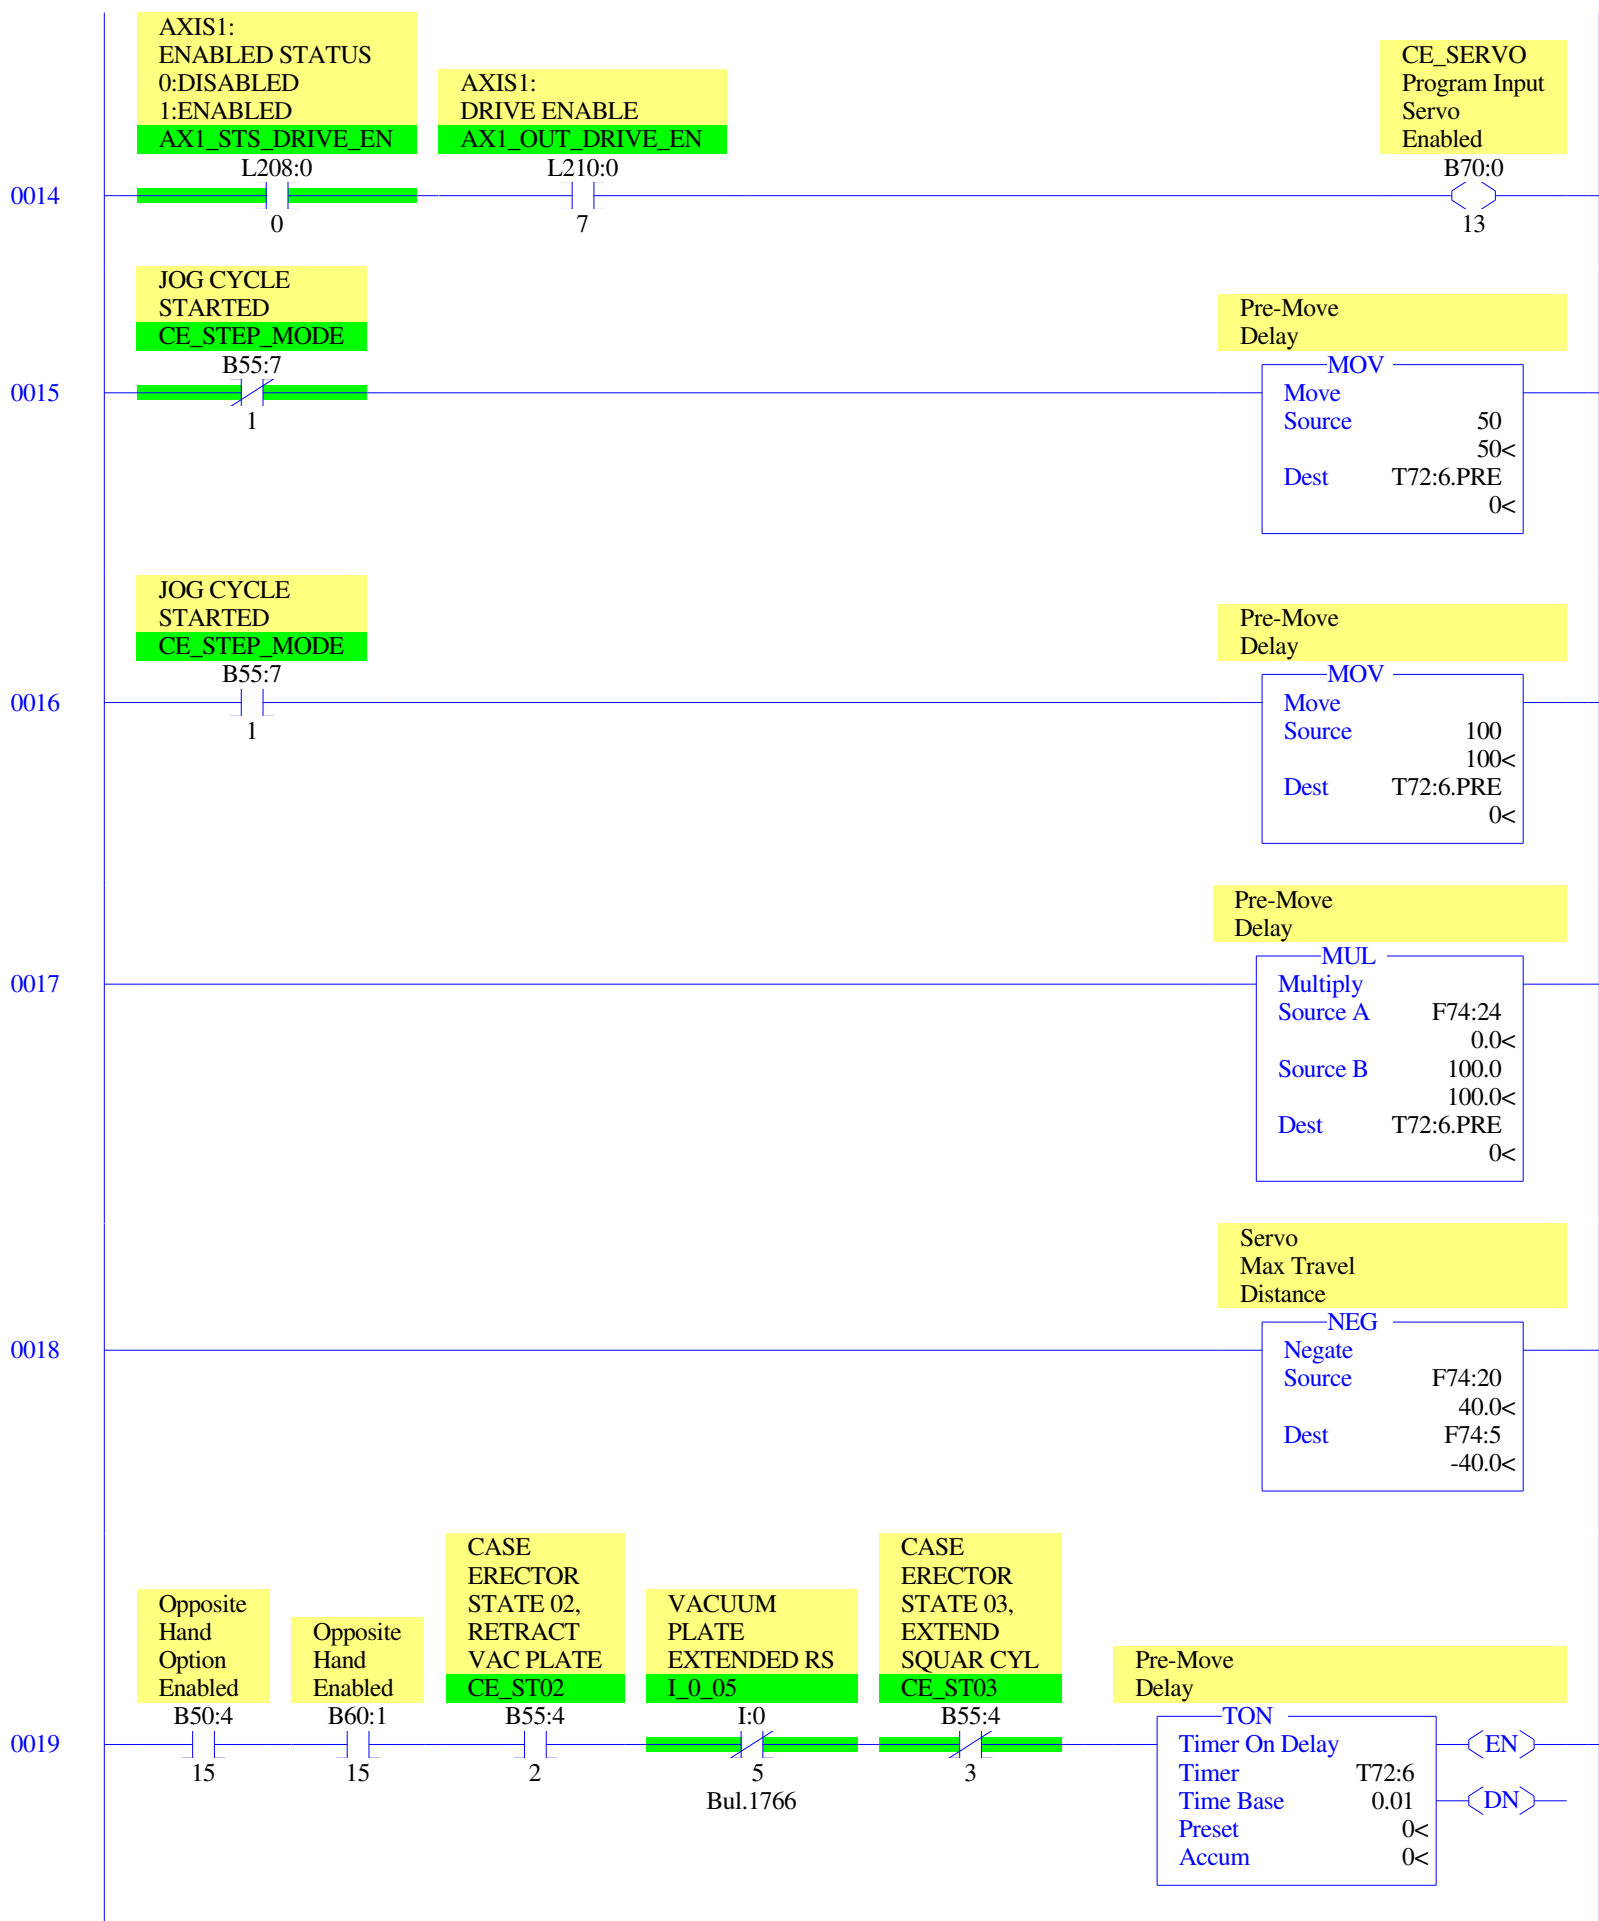 AXIS1:
ENABLED STATUS
0:DISABLED
1:ENABLED
AX1_STS_DRIVE_EN
L208:0
0
AXIS1:
DRIVE ENABLE
AX1_OUT_DRIVE_EN
L210:0
7
CE_SERVO
Program Input
Servo
Enabled
B70:0
13
0014
JOG CYCLE
STARTED
CE_STEP_MODE
B55:7
1
0015
Pre-Move
Delay
MOV
Move
Source 50
50<
Dest T72:6.PRE
0<
JOG CYCLE
STARTED
CE_STEP_MODE
B55:7
1
0016
Pre-Move
Delay
MOV
Move
Source 100
100<
Dest T72:6.PRE
0<
0017
Pre-Move
Delay
MUL
Multiply
Source A F74:24
0.0<
Source B 100.0
100.0<
Dest T72:6.PRE
0<
0018
Servo
Max Travel
Distance
NEG
Negate
Source F74:20
40.0<
Dest F74:5
-40.0<
0019
Opposite
Hand
Option
Enabled
B50:4
15
Opposite
Hand
Enabled
B60:1
15
CASE
ERECTOR
STATE 02,
RETRACT
VAC PLATE
CE_ST02
B55:4
2
VACUUM
PLATE
EXTENDED RS
I_0_05
I:0
5
Bul.1766
CASE
ERECTOR
STATE 03,
EXTEND
SQUAR CYL
CE_ST03
B55:4
3
Pre-Move
Delay
TON
Timer On Delay
Timer T72:6
Time Base 0.01
Preset 0<
Accum 0<
EN
DN